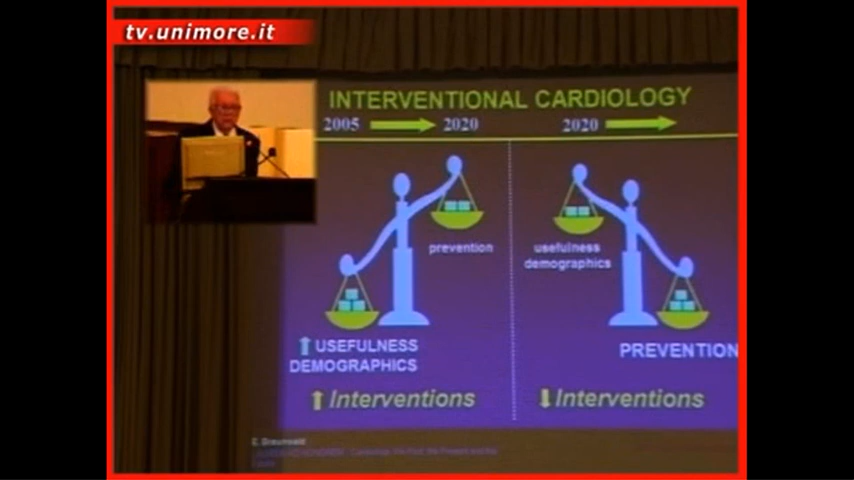 tv.unimore.it
INTERVENTIONAL CARDIOLOGY
2005 2020 2020
prevention
usefulness
demographics
USEFULNESS
DEMOGRAPHICS
PREVENTION
Interventions
Interventions
E. Braunwald